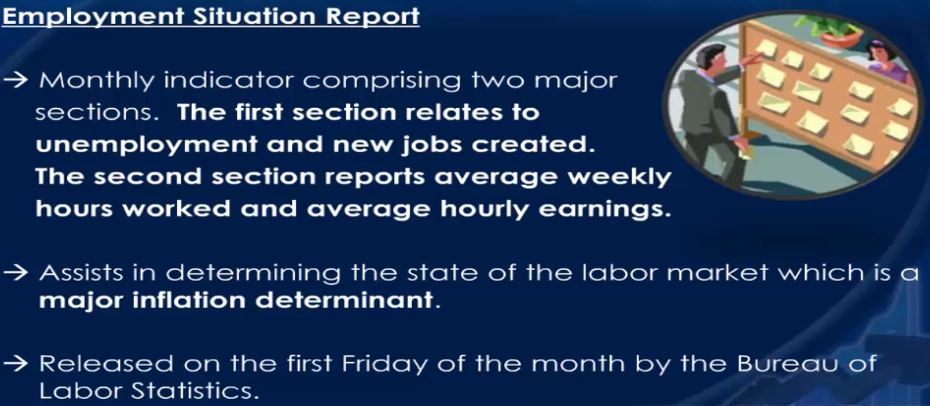 Employment Situation Report
→ Monthly indicator comprising two major
sections. The first section relates to
unemployment and new jobs created.
The second section reports average weekly
hours worked and average hourly earnings.
→ Assists in determining the state of the labor market which is a
major inflation determinant.
→ Released on the first Friday of the month by the Bureau of
Labor Statistics.